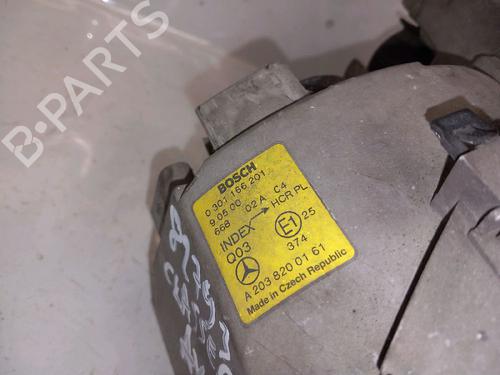 B-PARTS
BOSCH
0 301 166 201
9.05.00
668 02 A C4
INDEX → HCR PL
Q03 E1 25
374
A 203 820 01 61
Made in Czech Republic